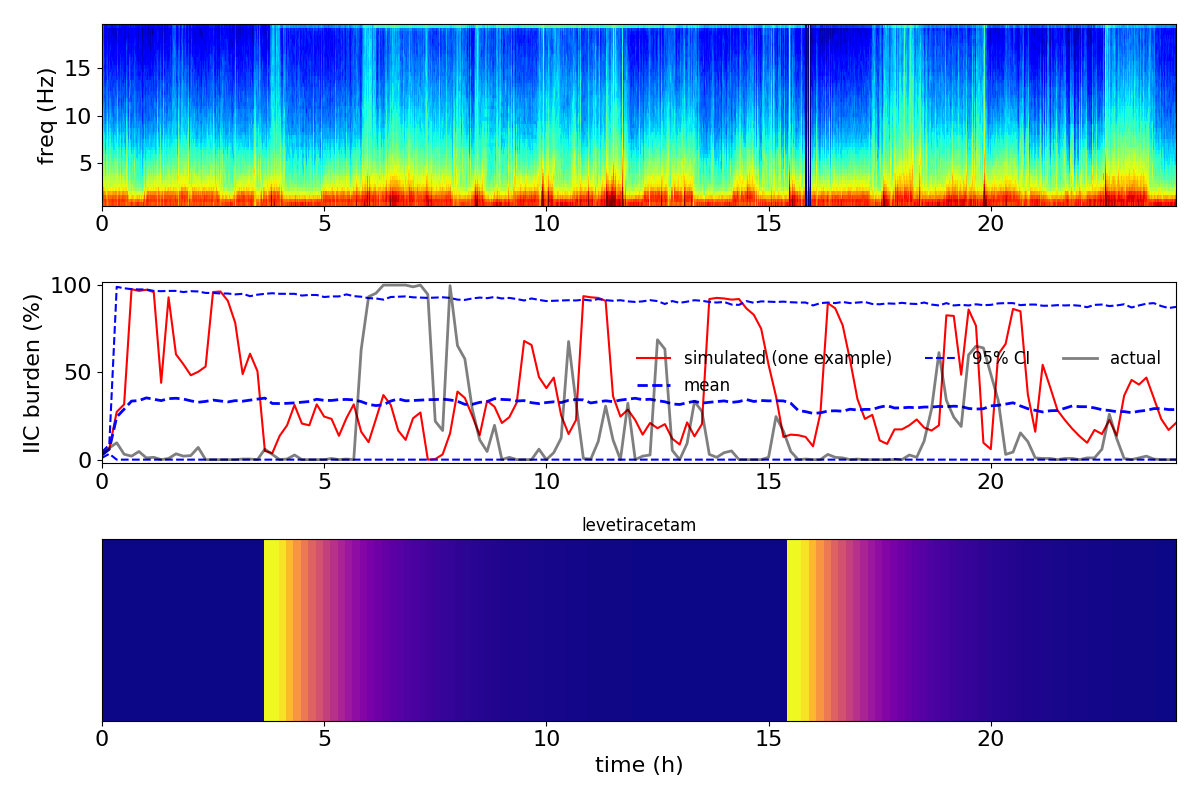 freq (Hz)
15
10
5
0 5 10 15 20
IIC burden (%)
100
50
0
simulated (one example) 95% CI actual
mean
0 5 10 15 20
levetiracetam
0 5 10 15 20
time (h)